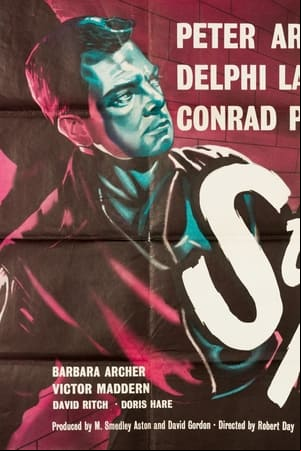 PETER AR
DELPHI LA
CONRAD P
S
BARBARA ARCHER
VICTOR MADDERN
DAVID RITCH · DORIS HARE
Produced by M. Smedley Aston and David Gordon · Directed by Robert Day